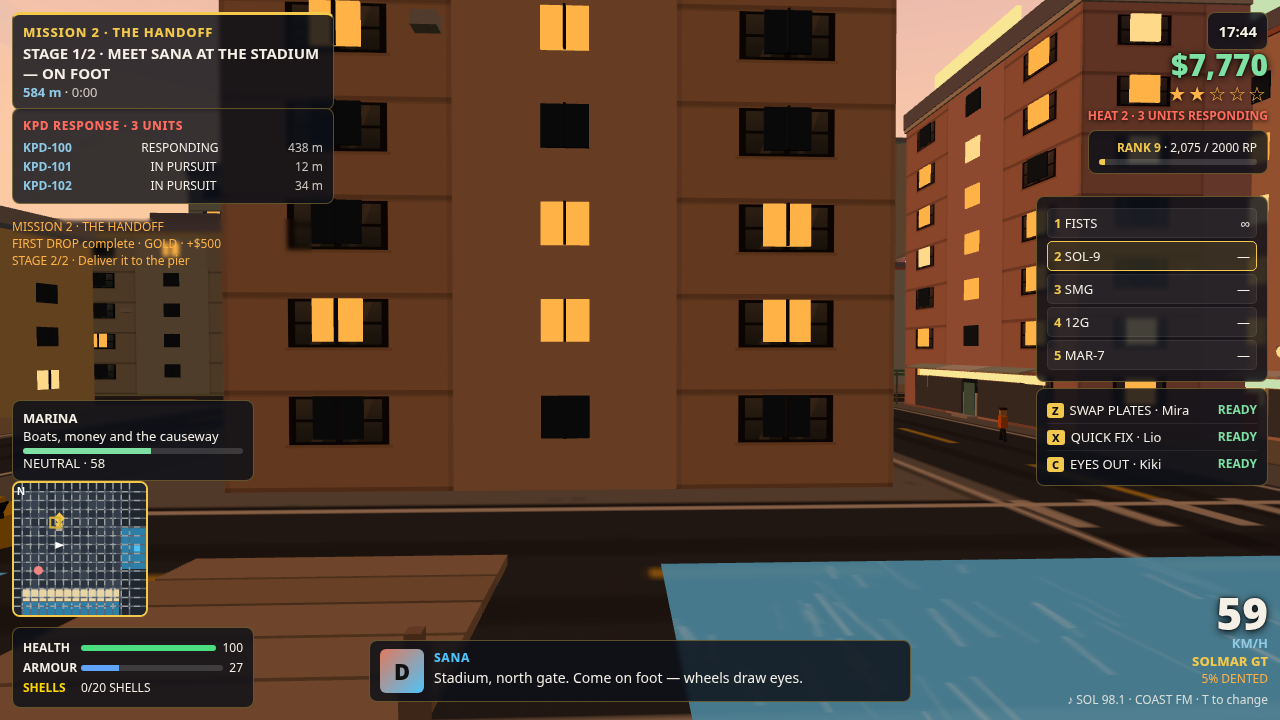 MISSION 2 · THE HANDOFF
STAGE 1/2 · MEET SANA AT THE STADIUM
— ON FOOT
584 m · 0:00
KPD RESPONSE · 3 UNITS
KPD-100 RESPONDING 438 m
KPD-101 IN PURSUIT 12 m
KPD-102 IN PURSUIT 34 m
MISSION 2 · THE HANDOFF
FIRST DROP complete · GOLD · +$500
STAGE 2/2 · Deliver it to the pier
17:44
$7,770
★★☆☆☆
HEAT 2 · 3 UNITS RESPONDING
RANK 9 · 2,075 / 2000 RP
1 FISTS ∞
2 SOL-9 —
3 SMG —
4 12G —
5 MAR-7 —
Z SWAP PLATES · Mira READY
X QUICK FIX · Lio READY
C EYES OUT · Kiki READY
MARINA
Boats, money and the causeway
NEUTRAL · 58
N
HEALTH 100
ARMOUR 27
SHELLS 0/20 SHELLS
D
SANA
Stadium, north gate. Come on foot — wheels draw eyes.
59
KM/H
SOLMAR GT
5% DENTED
♪ SOL 98.1 · COAST FM · T to change